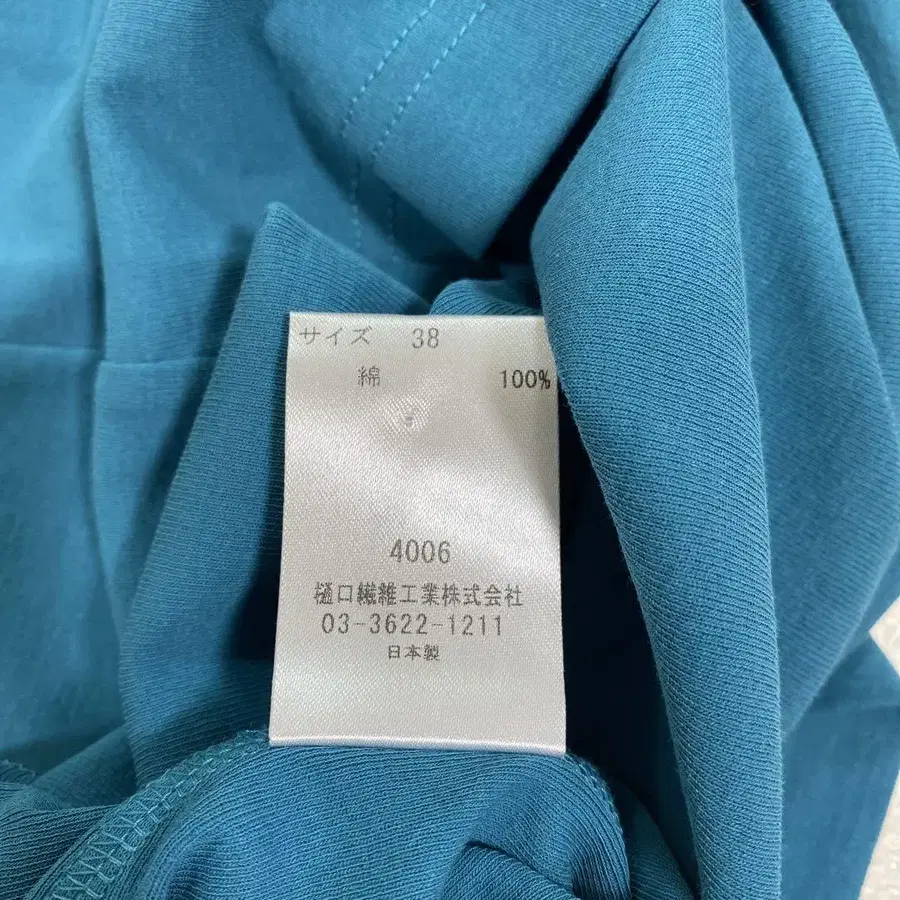 サイズ 38
綿 100%
4006
樋口繊維工業株式会社
03-3622-1211
日本製